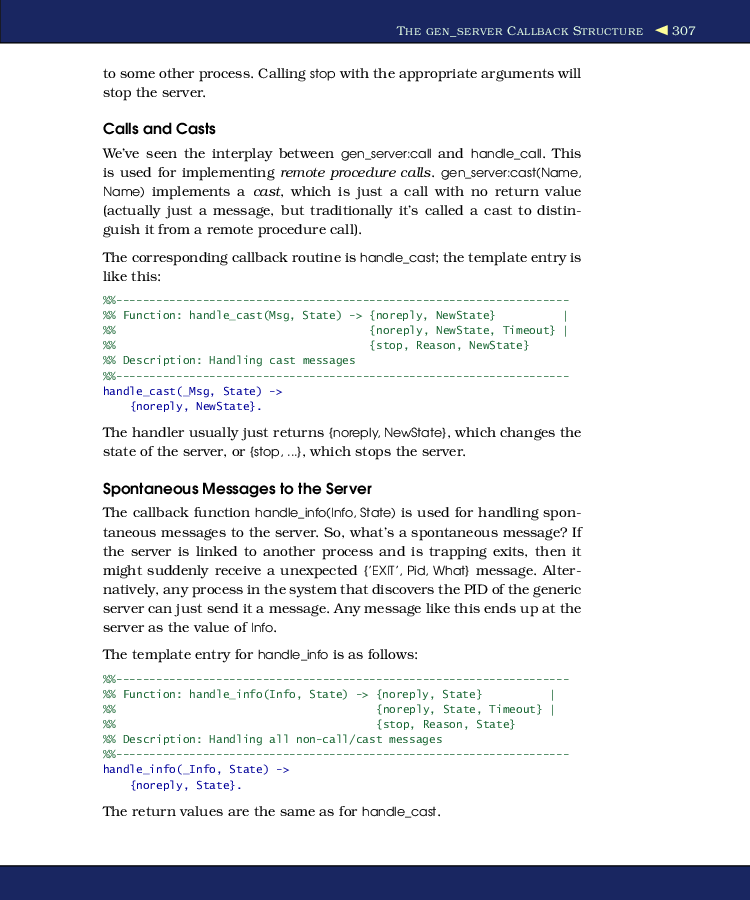 THE GEN_SERVER CALLBACK STRUCTURE ◀ 307
to some other process. Calling stop with the appropriate arguments will
stop the server.
Calls and Casts
We've seen the interplay between gen_server:call and handle_call. This
is used for implementing remote procedure calls. gen_server:cast(Name,
Name) implements a cast, which is just a call with no return value
(actually just a message, but traditionally it's called a cast to distin-
guish it from a remote procedure call).
The corresponding callback routine is handle_cast; the template entry is
like this:
%%--------------------------------------------------------------------
%% Function: handle_cast(Msg, State) -> {noreply, NewState}          |
%%                                      {noreply, NewState, Timeout} |
%%                                      {stop, Reason, NewState}
%% Description: Handling cast messages
%%--------------------------------------------------------------------
handle_cast(_Msg, State) ->
    {noreply, NewState}.
The handler usually just returns {noreply, NewState}, which changes the
state of the server, or {stop, ...}, which stops the server.
Spontaneous Messages to the Server
The callback function handle_info(Info, State) is used for handling spon-
taneous messages to the server. So, what's a spontaneous message? If
the server is linked to another process and is trapping exits, then it
might suddenly receive a unexpected {'EXIT', Pid, What} message. Alter-
natively, any process in the system that discovers the PID of the generic
server can just send it a message. Any message like this ends up at the
server as the value of Info.
The template entry for handle_info is as follows:
%%--------------------------------------------------------------------
%% Function: handle_info(Info, State) -> {noreply, State}          |
%%                                       {noreply, State, Timeout} |
%%                                       {stop, Reason, State}
%% Description: Handling all non-call/cast messages
%%--------------------------------------------------------------------
handle_info(_Info, State) ->
    {noreply, State}.
The return values are the same as for handle_cast.